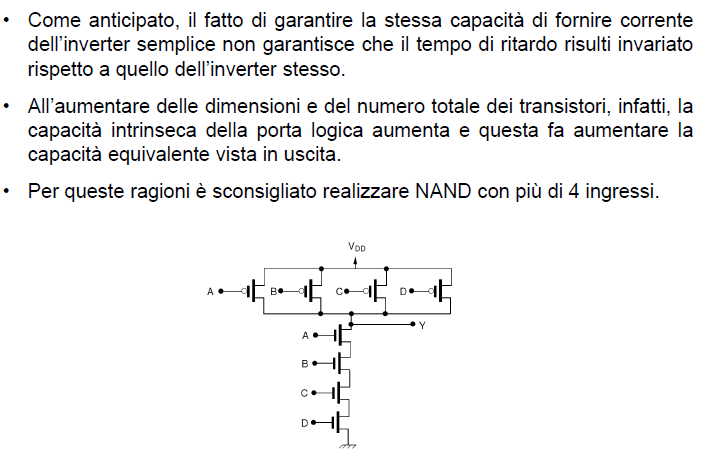 • Come anticipato, il fatto di garantire la stessa capacità di fornire corrente
dell'inverter semplice non garantisce che il tempo di ritardo risulti invariato
rispetto a quello dell'inverter stesso.
• All'aumentare delle dimensioni e del numero totale dei transistori, infatti, la
capacità intrinseca della porta logica aumenta e questa fa aumentare la
capacità equivalente vista in uscita.
• Per queste ragioni è sconsigliato realizzare NAND con più di 4 ingressi.
VDD
A B C D
Y
A
B
C
D